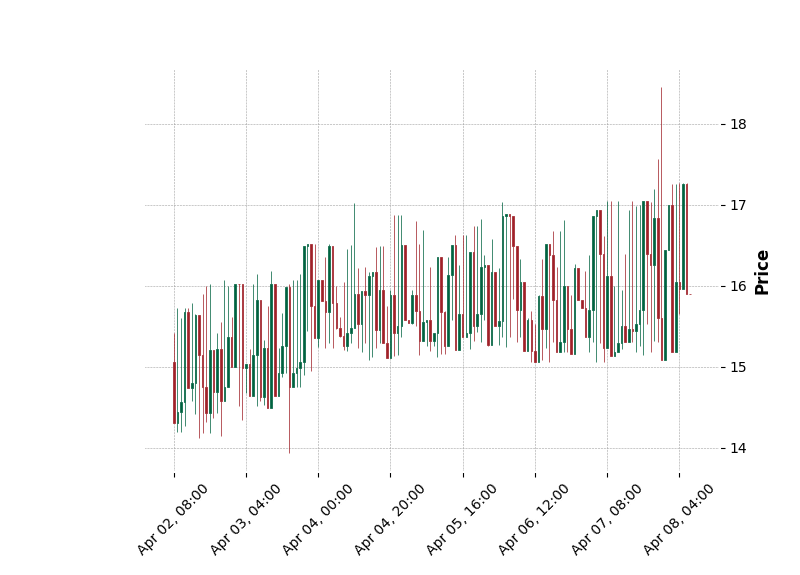 18
17
16
15
14
Price
Apr 02, 08:00
Apr 03, 04:00
Apr 04, 00:00
Apr 04, 20:00
Apr 05, 16:00
Apr 06, 12:00
Apr 07, 08:00
Apr 08, 04:00